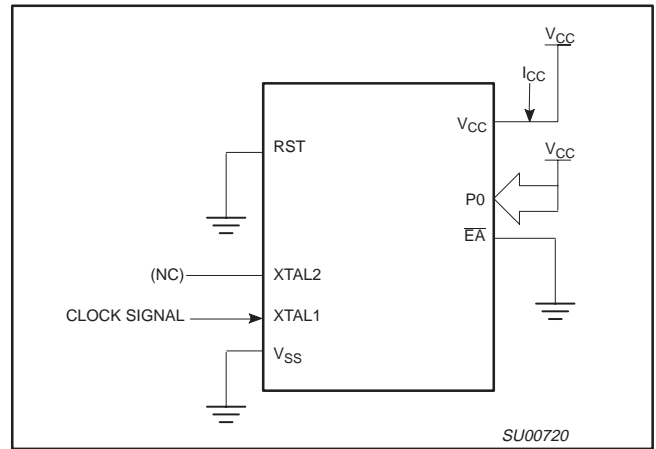 VCC
ICC
VCC
RST
VCC
P0
EA
(NC)
XTAL2
CLOCK SIGNAL
XTAL1
VSS
SU00720